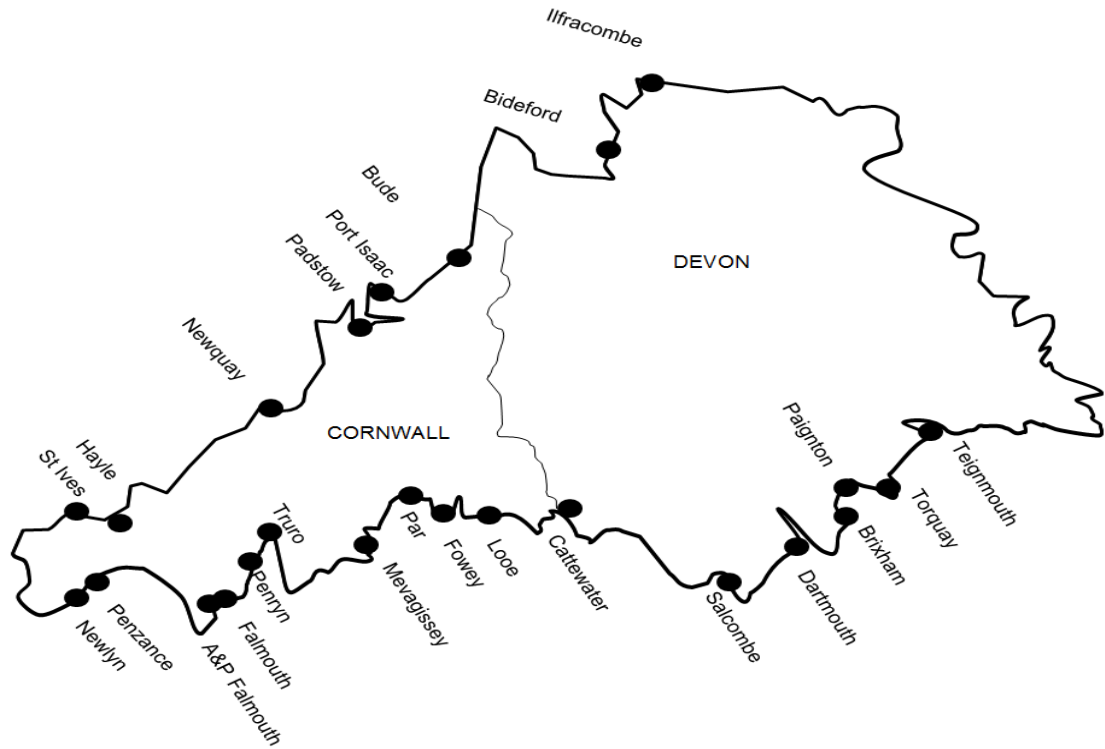 Ilfracombe
Bideford
Bude
Port Isaac
Padstow
DEVON
Newquay
CORNWALL
Hayle
St Ives
Paignton
Teignmouth
Torquay
Truro
Par
Fowey
Looe
Cattewater
Brixham
Dartmouth
Mevagissey
Salcombe
Penryn
Falmouth
A&P Falmouth
Penzance
Newlyn